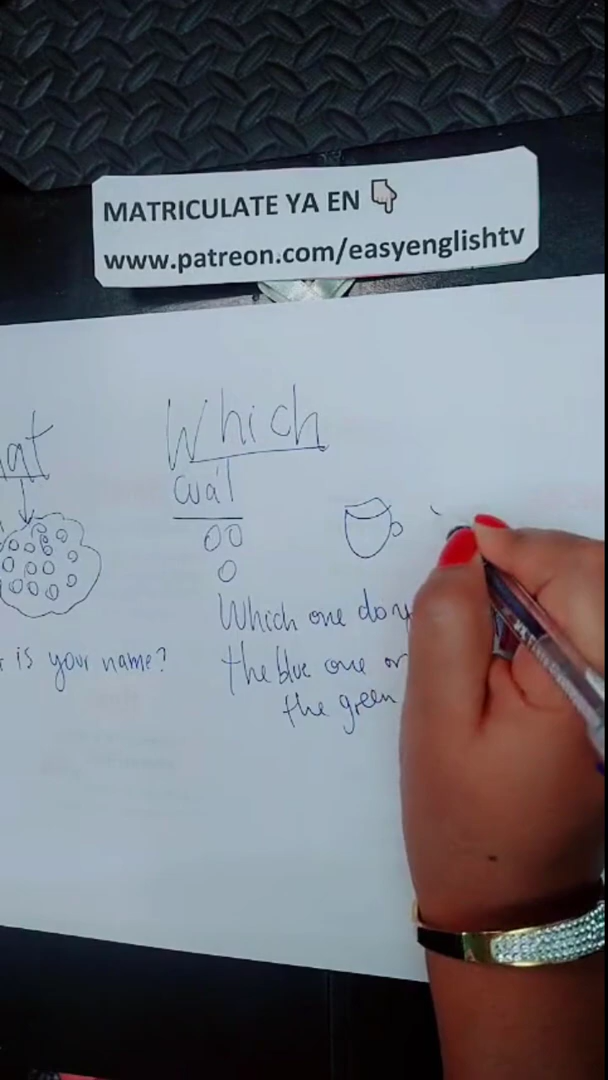 MATRICULATE YA EN
www.patreon.com/easyenglishtv
Which
cuál
is your name?
Which one do
the blue one or
the green